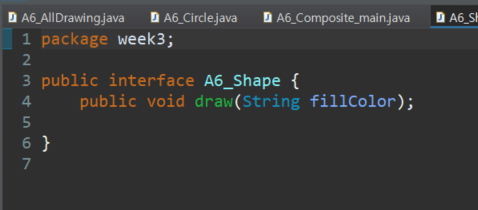 A6_AllDrawing.java A6_Circle.java A6_Composite_main.java
1 package week3;
2
3 public interface A6_Shape {
4     public void draw(String fillColor);
5
6 }
7